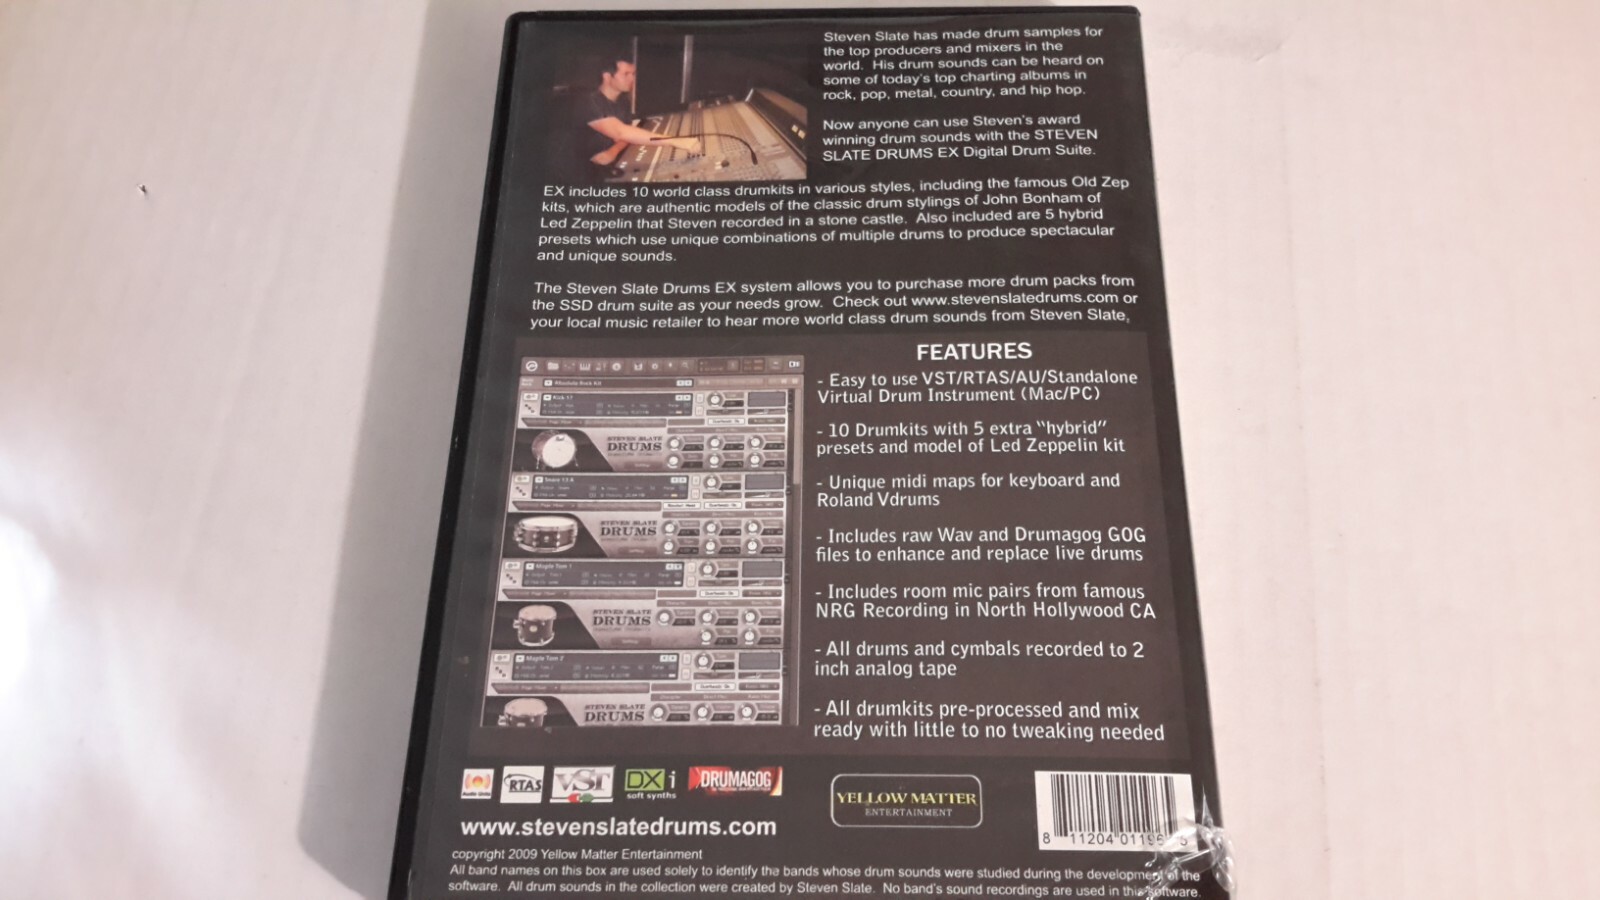 Steven Slate has made drum samples for
the top producers and mixers in the
world. His drum sounds can be heard on
some of today's top charting albums in
rock, pop, metal, country, and hip hop.
Now anyone can use Steven's award
winning drum sounds with the STEVEN
SLATE DRUMS EX Digital Drum Suite.
EX includes 10 world class drumkits in various styles, including the famous Old Zep
kits, which are authentic models of the classic drum stylings of John Bonham of
Led Zeppelin that Steven recorded in a stone castle. Also included are 5 hybrid
presets which use unique combinations of multiple drums to produce spectacular
and unique sounds.
The Steven Slate Drums EX system allows you to purchase more drum packs from
the SSD drum suite as your needs grow. Check out www.stevenslatedrums.com or
your local music retailer to hear more world class drum sounds from Steven Slate.
FEATURES
- Easy to use VST/RTAS/AU/Standalone
Virtual Drum Instrument (Mac/PC)
- 10 Drumkits with 5 extra "hybrid"
presets and model of Led Zeppelin kit
- Unique midi maps for keyboard and
Roland Vdrums
- Includes raw Wav and Drumagog GOG
files to enhance and replace live drums
- Includes room mic pairs from famous
NRG Recording in North Hollywood CA
- All drums and cymbals recorded to 2
inch analog tape
- All drumkits pre-processed and mix
ready with little to no tweaking needed
Absolute Rock Kit
Kick 17
STEVEN SLATE
DRUMS
Snare 13 A
STEVEN SLATE
DRUMS
Maple Tom 1
STEVEN SLATE
DRUMS
Maple Tom 2
STEVEN SLATE
DRUMS
Audio Units
RTAS
VST
DXi
soft synths
DRUMAGOG
YELLOW MATTER
ENTERTAINMENT
8 11204 0119
www.stevenslatedrums.com
copyright 2009 Yellow Matter Entertainment
All band names on this box are used solely to identify the bands whose drum sounds were studied during the development of the
software. All drum sounds in the collection were created by Steven Slate. No band's sound recordings are used in this software.